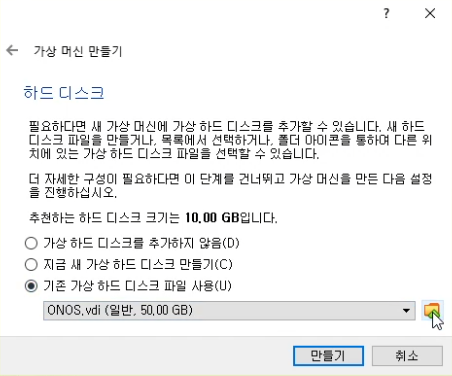 ?
가상 머신 만들기
하드 디스크
필요하다면 새 가상 머신에 가상 하드 디스크를 추가할 수 있습니다. 새 하드
디스크 파일을 만들거나, 목록에서 선택하거나, 폴더 아이콘을 통하여 다른 위
치에 있는 가상 하드 디스크 파일을 선택할 수 있습니다.
더 자세한 구성이 필요하다면 이 단계를 건너뛰고 가상 머신을 만든 다음 설정
을 진행하십시오.
추천하는 하드 디스크 크기는 10,00 GB입니다.
가상 하드 디스크를 추가하지 않음(D)
지금 새 가상 하드 디스크 만들기(C)
기존 가상 하드 디스크 파일 사용(U)
ONOS.vdi (일반, 50,00 GB)
만들기 취소